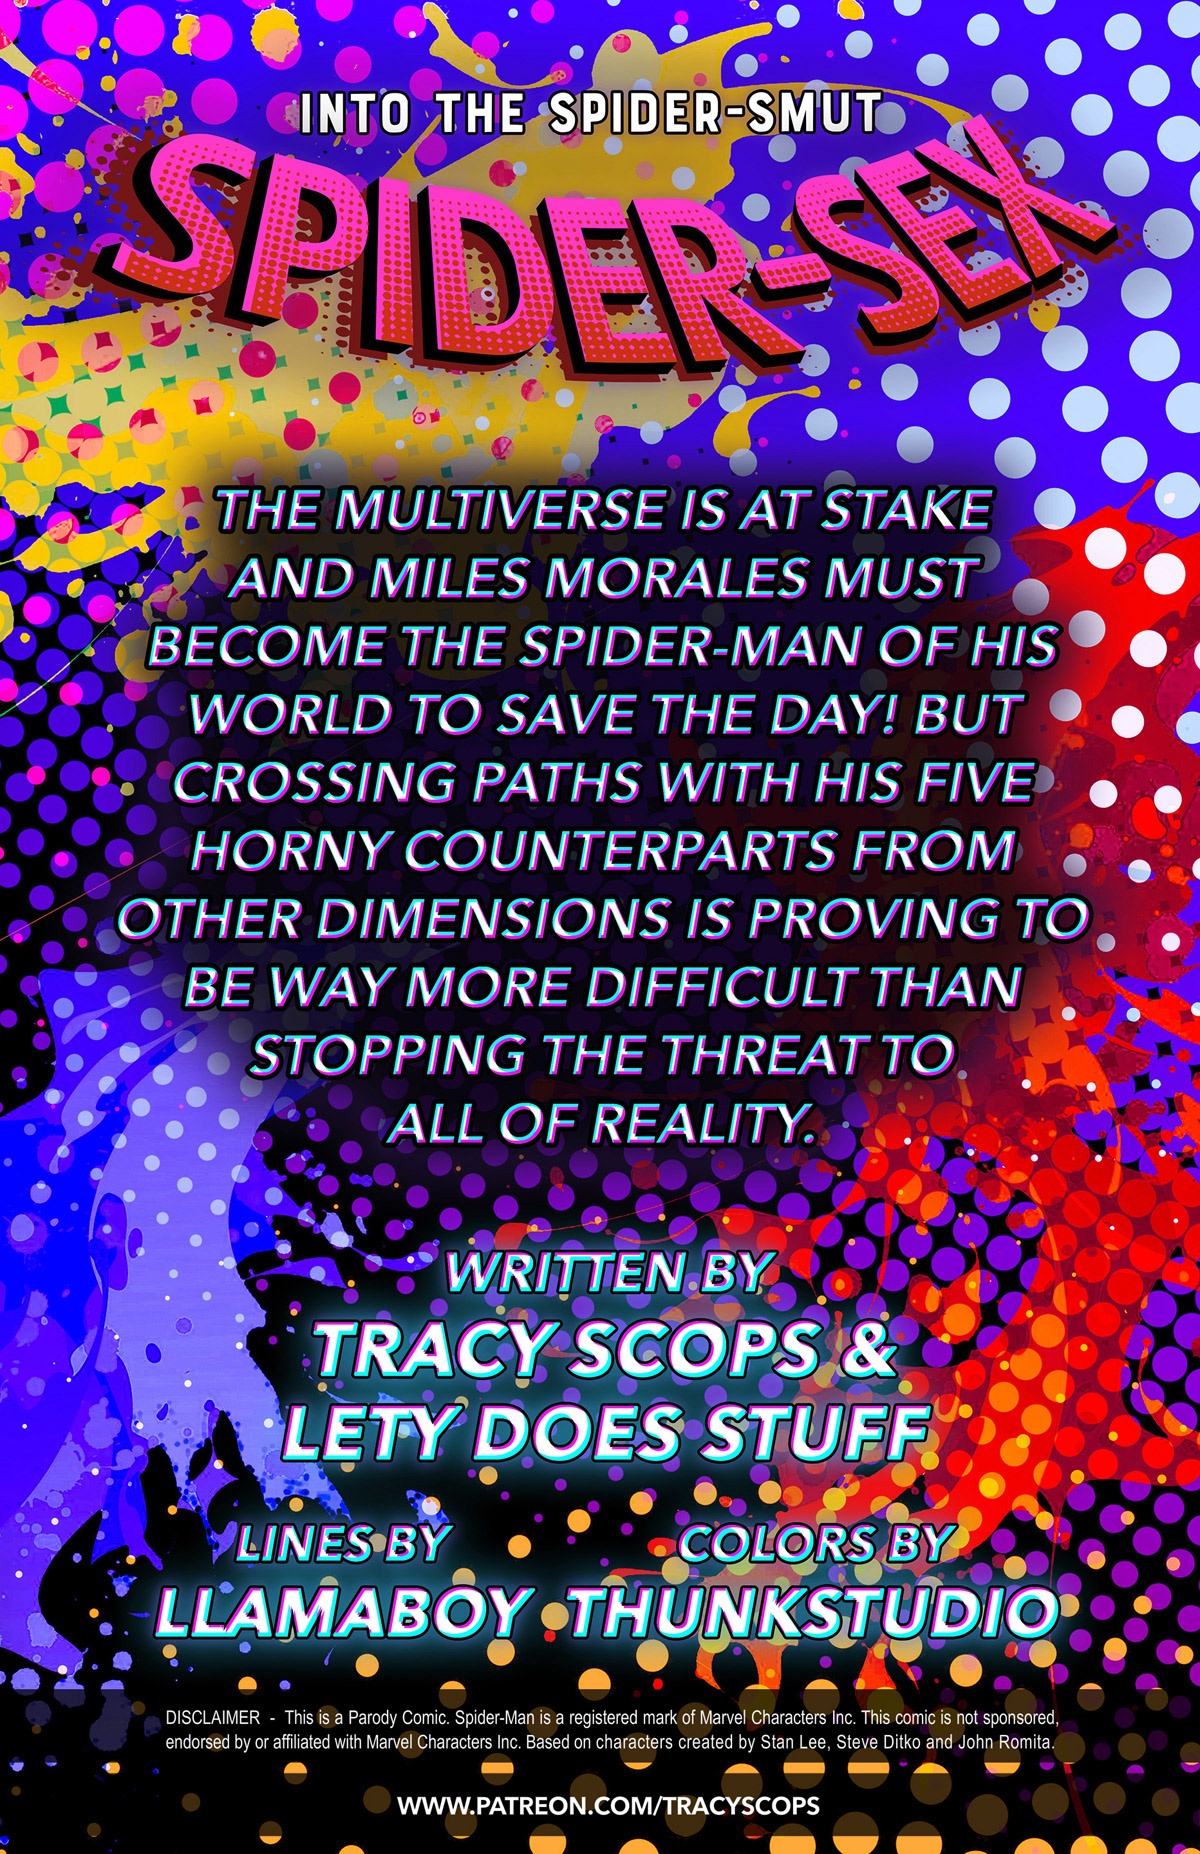 INTO THE SPIDER-SMUT
SPIDER-SEX
THE MULTIVERSE IS AT STAKE
AND MILES MORALES MUST
BECOME THE SPIDER-MAN OF HIS
WORLD TO SAVE THE DAY! BUT
CROSSING PATHS WITH HIS FIVE
HORNY COUNTERPARTS FROM
OTHER DIMENSIONS IS PROVING TO
BE WAY MORE DIFFICULT THAN
STOPPING THE THREAT TO
ALL OF REALITY.
WRITTEN BY
TRACY SCOPS &
LETY DOES STUFF
LINES BY
LLAMABOY
COLORS BY
THUNKSTUDIO
DISCLAIMER - This is a Parody Comic. Spider-Man is a registered mark of Marvel Characters Inc. This comic is not sponsored,
endorsed by or affiliated with Marvel Characters Inc. Based on characters created by Stan Lee, Steve Ditko and John Romita.
WWW.PATREON.COM/TRACYSCOPS